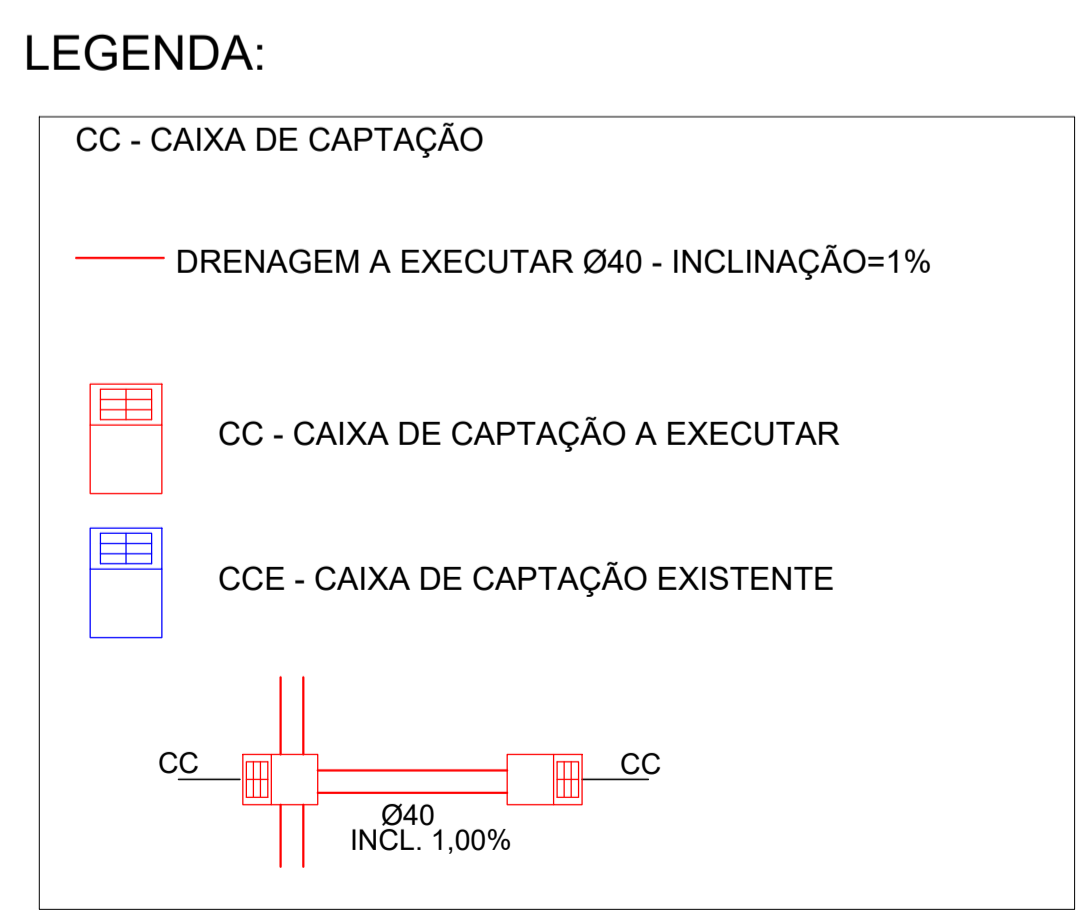 LEGENDA:
CC - CAIXA DE CAPTAÇÃO
DRENAGEM A EXECUTAR Ø40 - INCLINAÇÃO=1%
CC - CAIXA DE CAPTAÇÃO A EXECUTAR
CCE - CAIXA DE CAPTAÇÃO EXISTENTE
CC
CC
Ø40
INCL. 1,00%